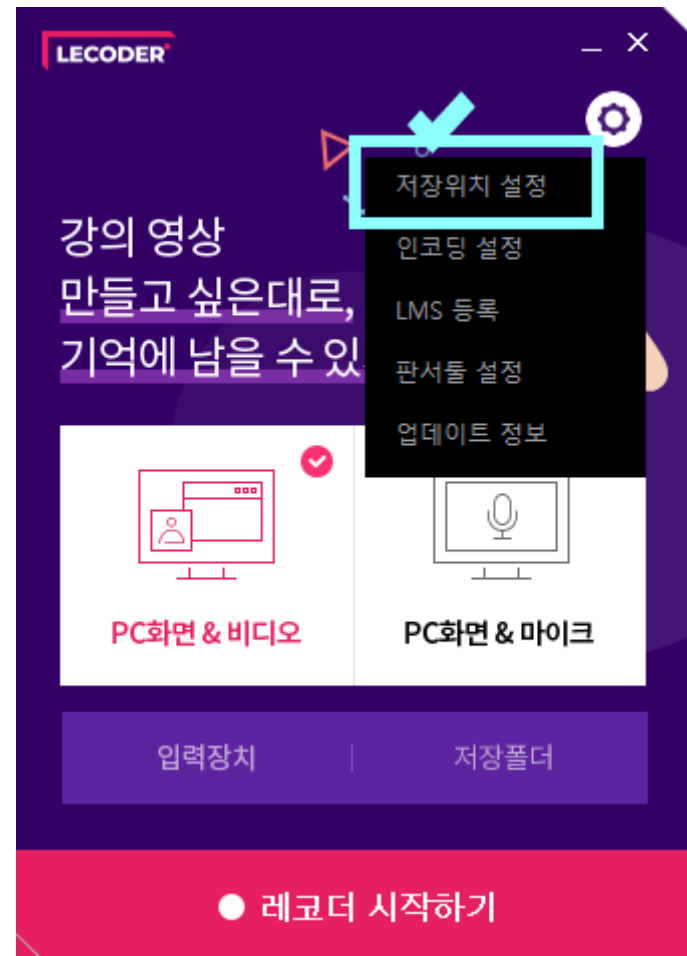 LECODER
저장위치 설정
인코딩 설정
LMS 등록
판서툴 설정
업데이트 정보
강의 영상
만들고 싶은대로,
기억에 남을 수 있
PC화면 & 비디오
PC화면 & 마이크
입력장치
저장폴더
레코더 시작하기